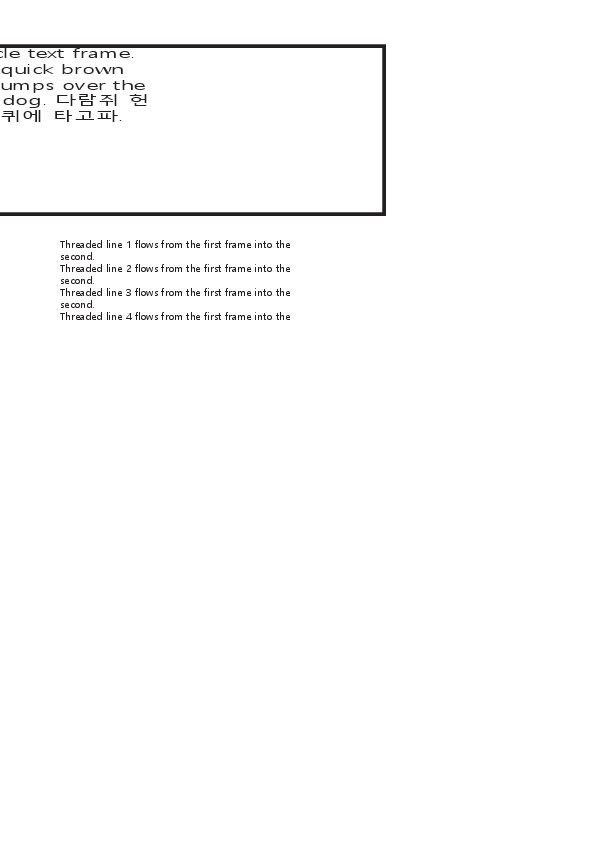 cle text frame.
quick brown
umps over the
dog. 다람쥐 헌
퀴에 타고파.
Threaded line 1 flows from the first frame into the
second.
Threaded line 2 flows from the first frame into the
second.
Threaded line 3 flows from the first frame into the
second.
Threaded line 4 flows from the first frame into the